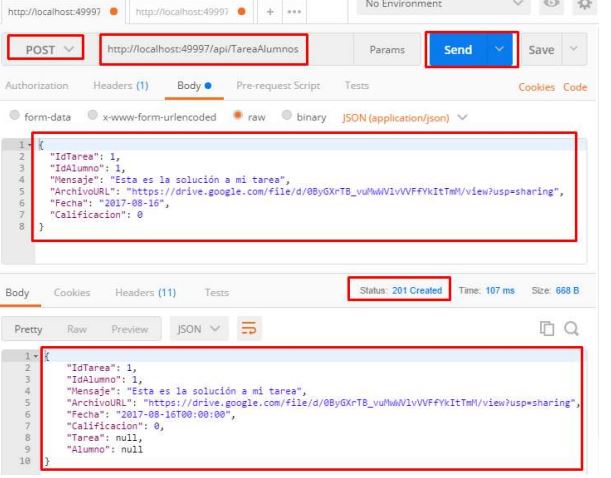 No Environment
http://localhost:49997
http://localhost:49997
+
POST
http://localhost:49997/api/TareaAlumnos
Params
Send
Save
Authorization
Headers (1)
Body
Pre-request Script
Tests
Cookies Code
form-data
x-www-form-urlencoded
raw
binary
JSON (application/json)
1 {
2 "IdTarea": 1,
3 "IdAlumno": 1,
4 "Mensaje": "Esta es la solución a mi tarea",
5 "ArchivoURL": "https://drive.google.com/file/d/0ByGXrTB_vuMwWVlvVVFfYkItTmM/view?usp=sharing",
6 "Fecha": "2017-08-16",
7 "Calificacion": 0
8 }
Body
Cookies
Headers (11)
Tests
Status: 201 Created
Time: 107 ms
Size: 668 B
Pretty
Raw
Preview
JSON
1 {
2 "IdTarea": 1,
3 "IdAlumno": 1,
4 "Mensaje": "Esta es la solución a mi tarea",
5 "ArchivoURL": "https://drive.google.com/file/d/0ByGXrTB_vuMwWVlvVVFfYkItTmM/view?usp=sharing",
6 "Fecha": "2017-08-16T00:00:00",
7 "Calificacion": 0,
8 "Tarea": null,
9 "Alumno": null
10 }